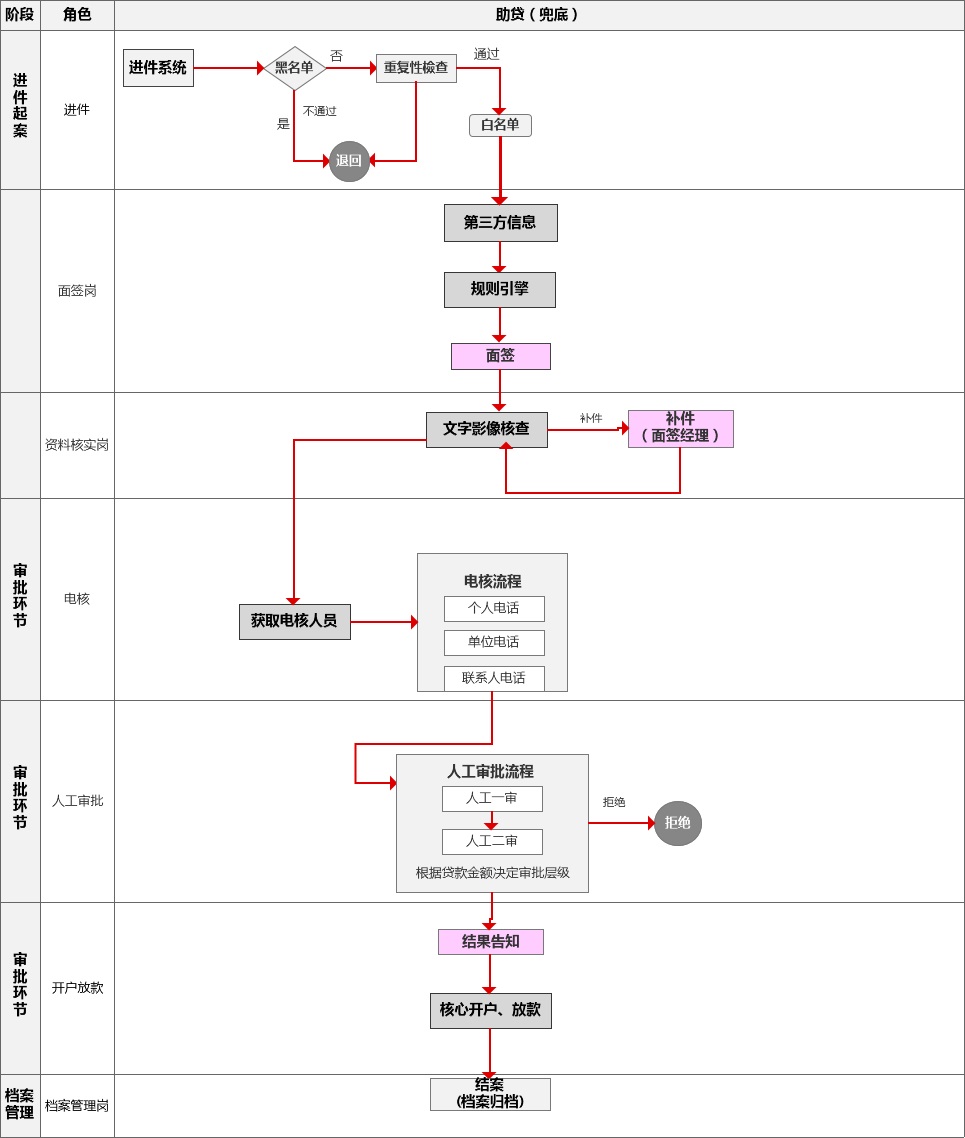 阶段
角色
助贷（兜底）
进件起案
进件
进件系统
黑名单
否
重复性检查
通过
是
不通过
退回
白名单
面签岗
第三方信息
规则引擎
面签
资料核实岗
文字影像核查
补件
补件
（面签经理）
审批环节
电核
获取电核人员
电核流程
个人电话
单位电话
联系人电话
审批环节
人工审批
人工审批流程
人工一审
人工二审
根据贷款金额决定审批层级
拒绝
拒绝
审批环节
开户放款
结果告知
核心开户、放款
档案
管理
档案管理岗
结案
(档案归档)